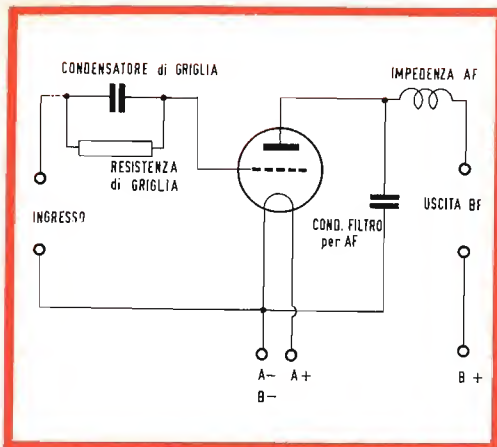 CONDENSATORE di GRIGLIA
IMPEDENZA AF
RESISTENZA
di GRIGLIA
INGRESSO
COND. FILTRO
per AF
USCITA BF
A- A+
B-
B +